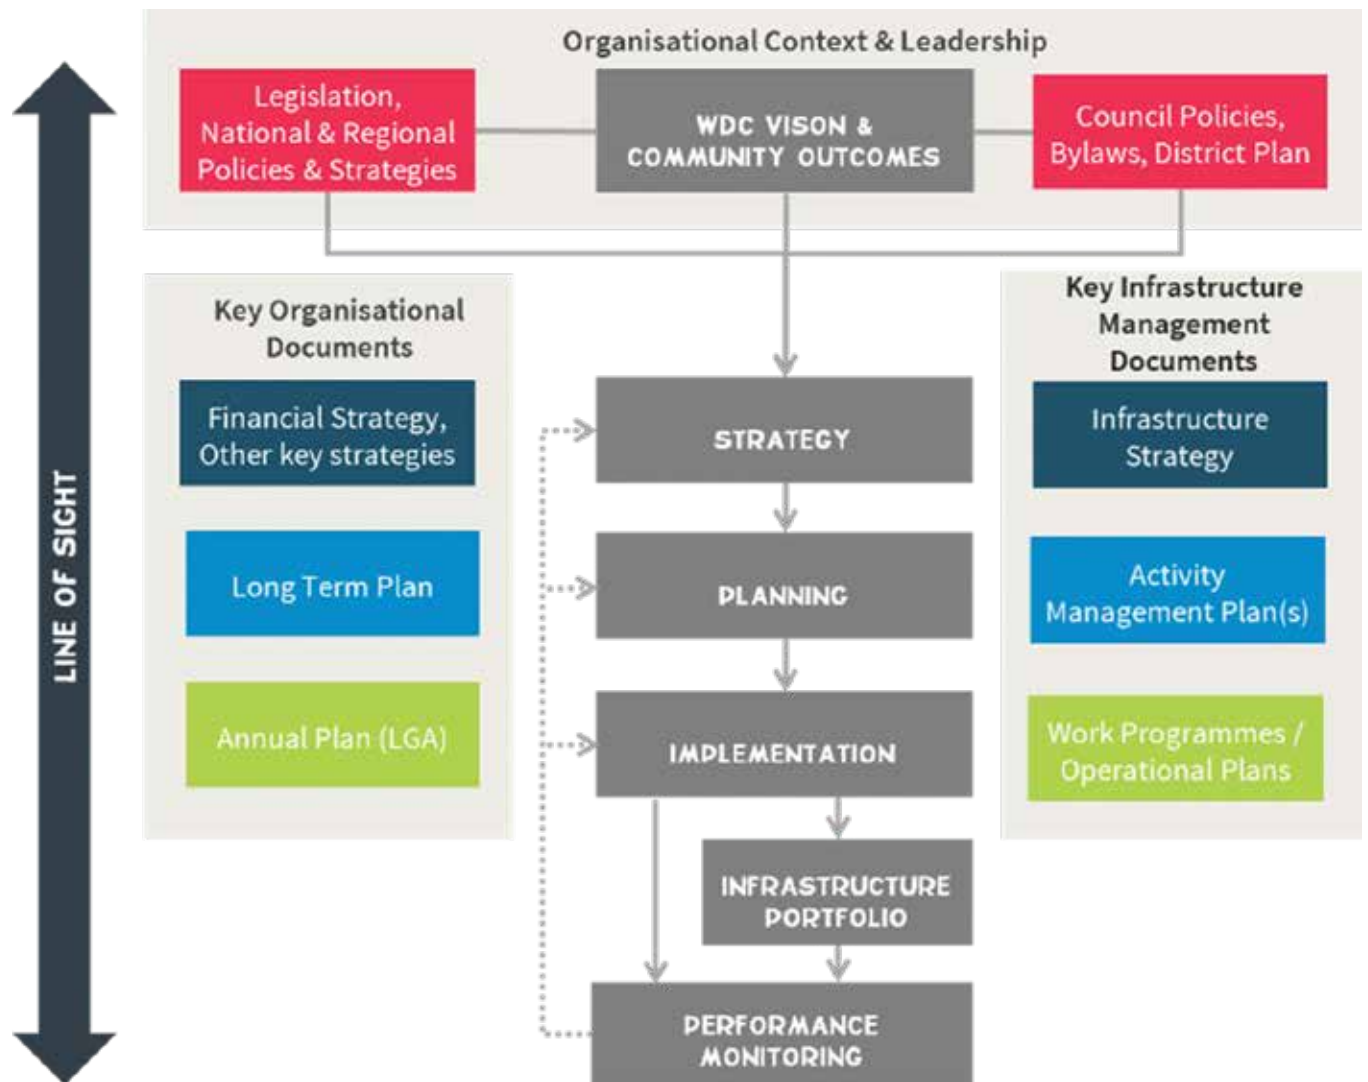 Organisational Context & Leadership
Legislation,
National & Regional
Policies & Strategies
WDC VISON &
COMMUNITY OUTCOMES
Council Policies,
Bylaws, District Plan
LINE OF SIGHT
Key Organisational
Documents
Financial Strategy,
Other key strategies
Long Term Plan
Annual Plan (LGA)
STRATEGY
PLANNING
IMPLEMENTATION
INFRASTRUCTURE
PORTFOLIO
PERFORMANCE
MONITORING
Key Infrastructure
Management
Documents
Infrastructure
Strategy
Activity
Management Plan(s)
Work Programmes /
Operational Plans